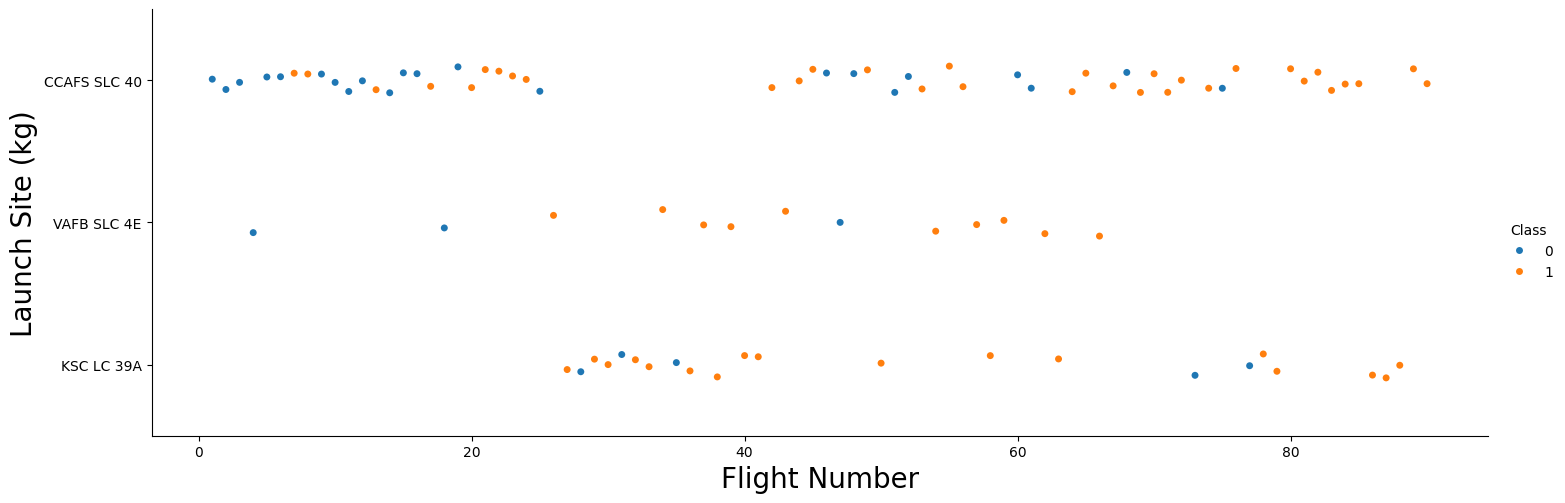 CCAFS SLC 40
VAFB SLC 4E
KSC LC 39A
Launch Site (kg)
0
20
40
60
80
Flight Number
Class
0
1